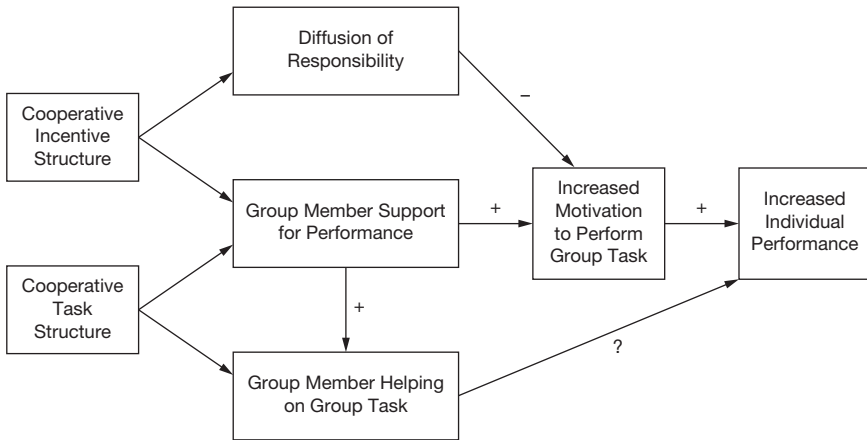 Diffusion of
Responsibility
Cooperative
Incentive
Structure
–
Group Member Support
for Performance
+
Increased
Motivation
to Perform
Group Task
+
Increased
Individual
Performance
Cooperative
Task
Structure
+
?
Group Member Helping
on Group Task